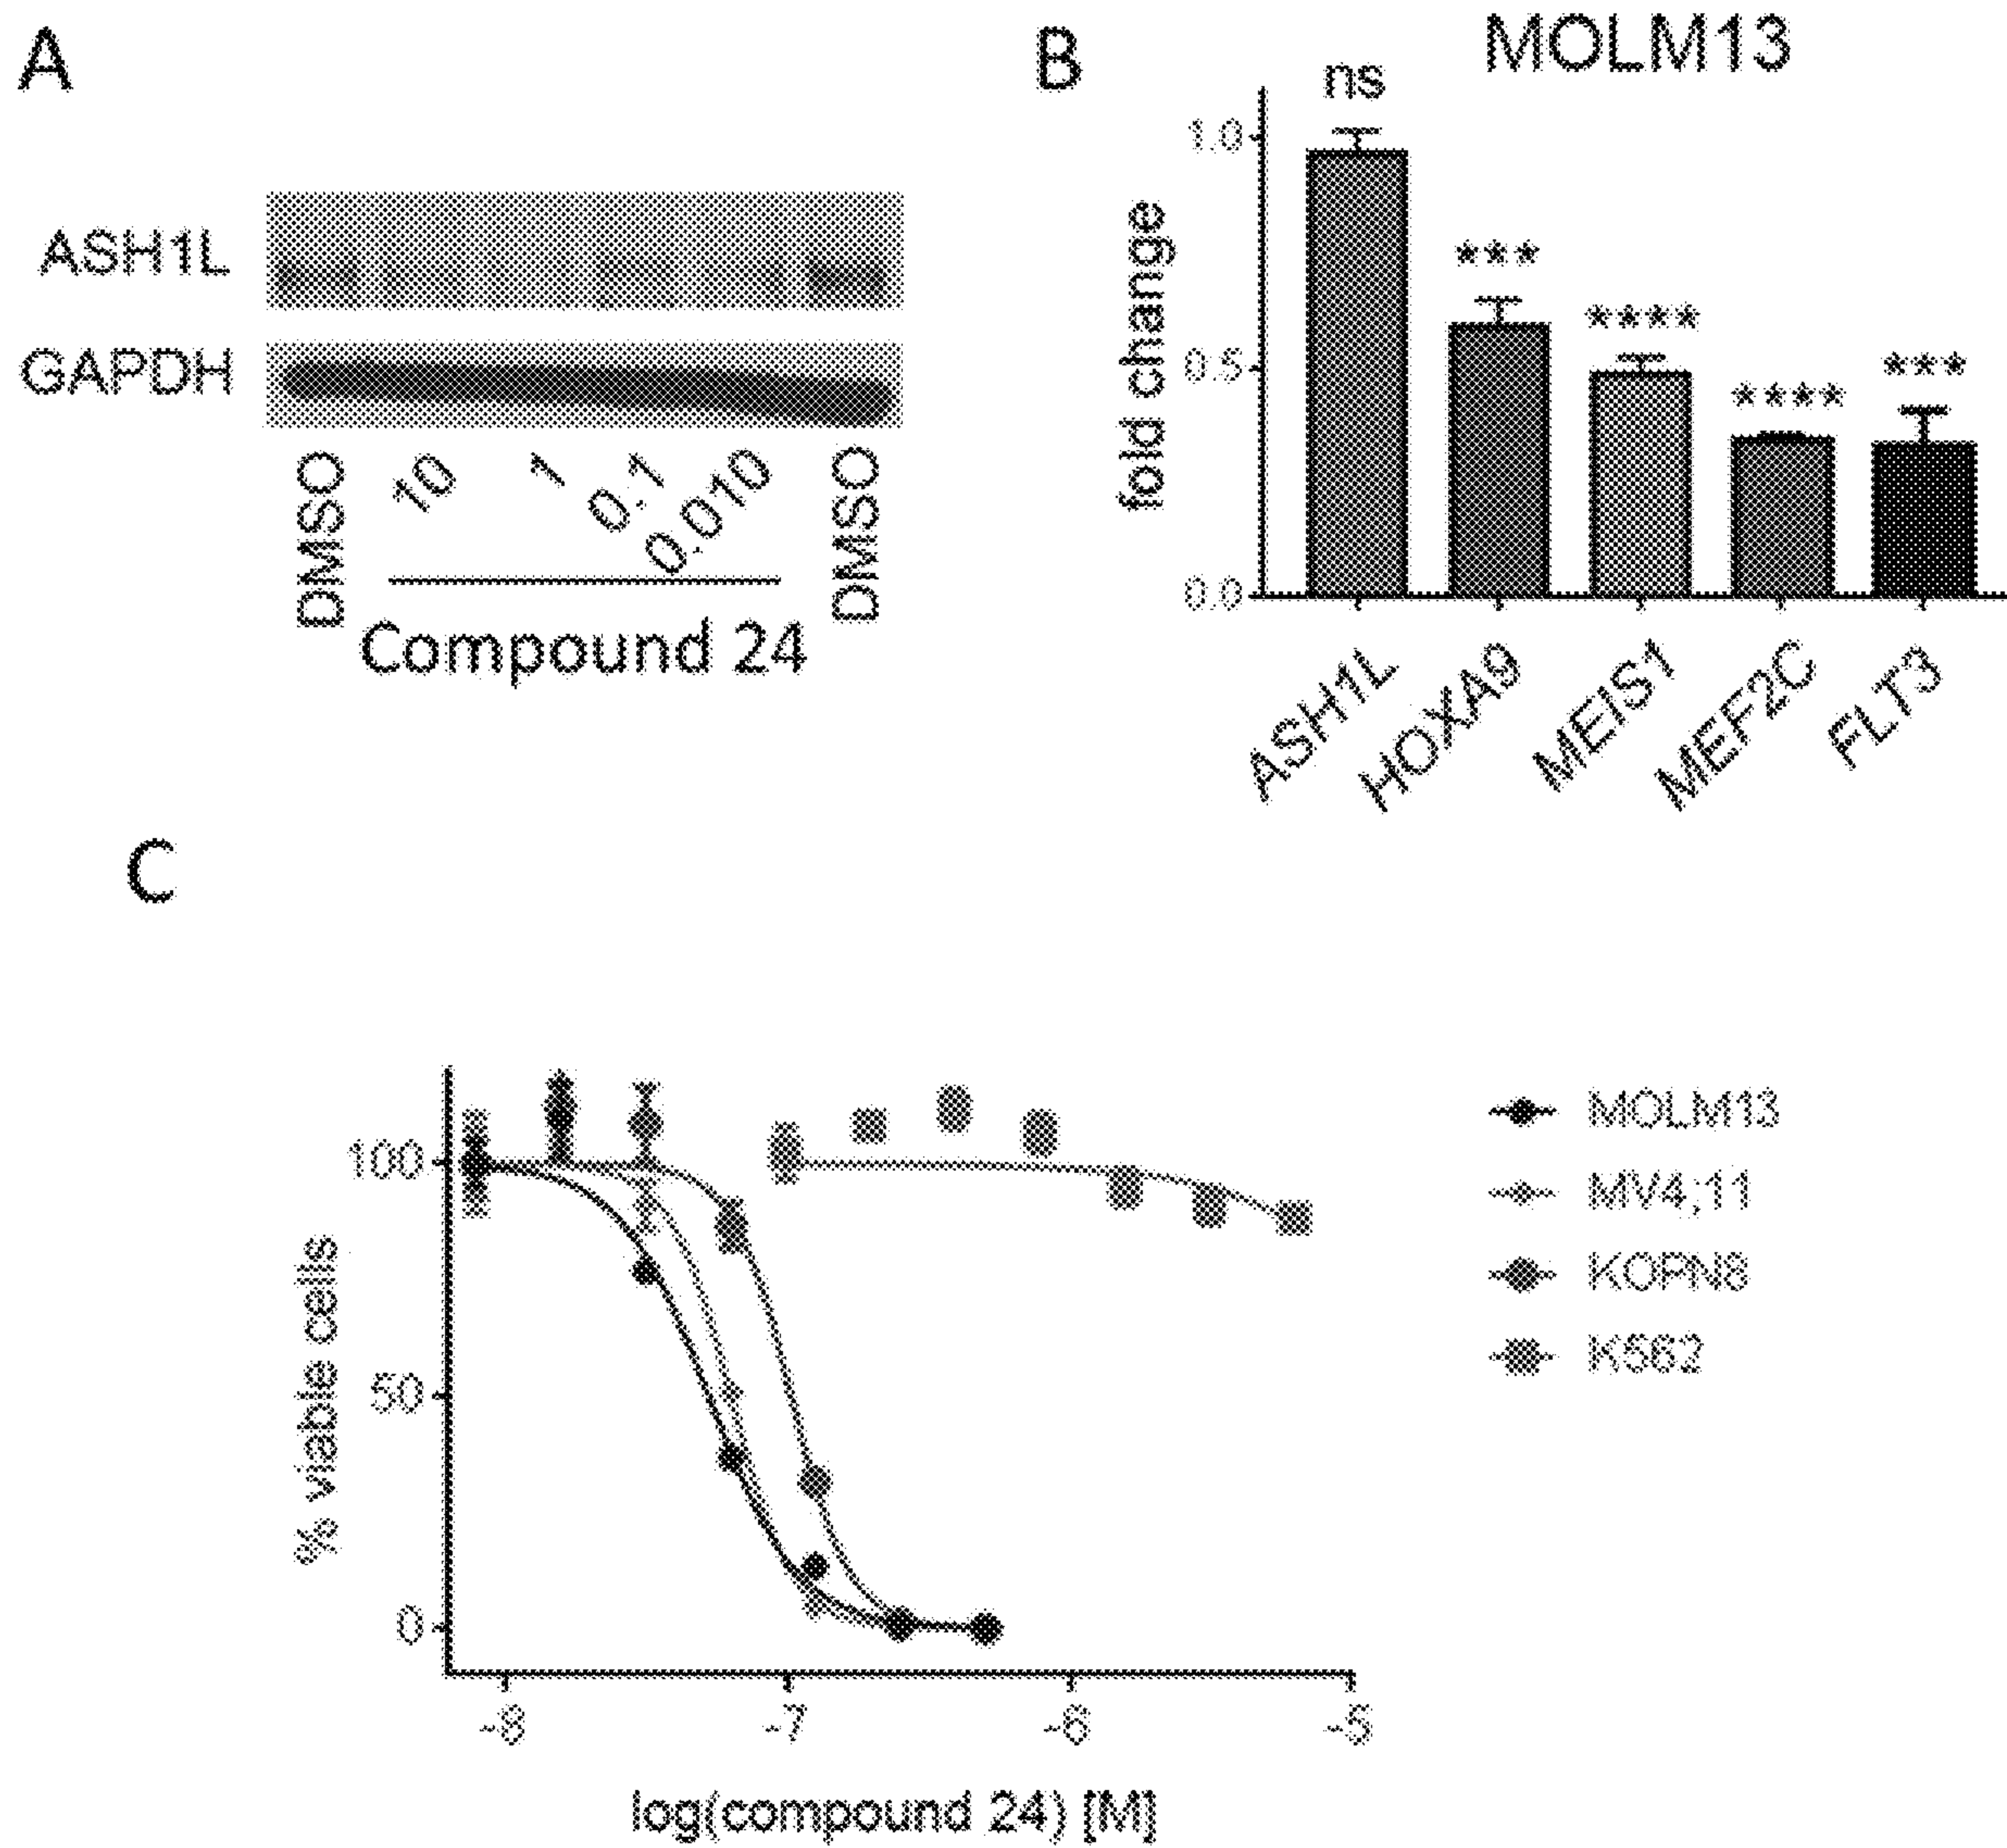 A
ASH1L
GAPDH
DMSO
10
1
0.1
0.010
DMSO
Compound 24
B
MOLM13
ns
***
****
****
***
fold change
1.0
0.5
0.0
ASH1L
HOXA9
MEIS1
MEF2C
FLT3
C
% viable cells
100
50
0
-8
-7
-6
-5
log(compound 24) [M]
MOLM13
MV4;11
KOPN8
K562